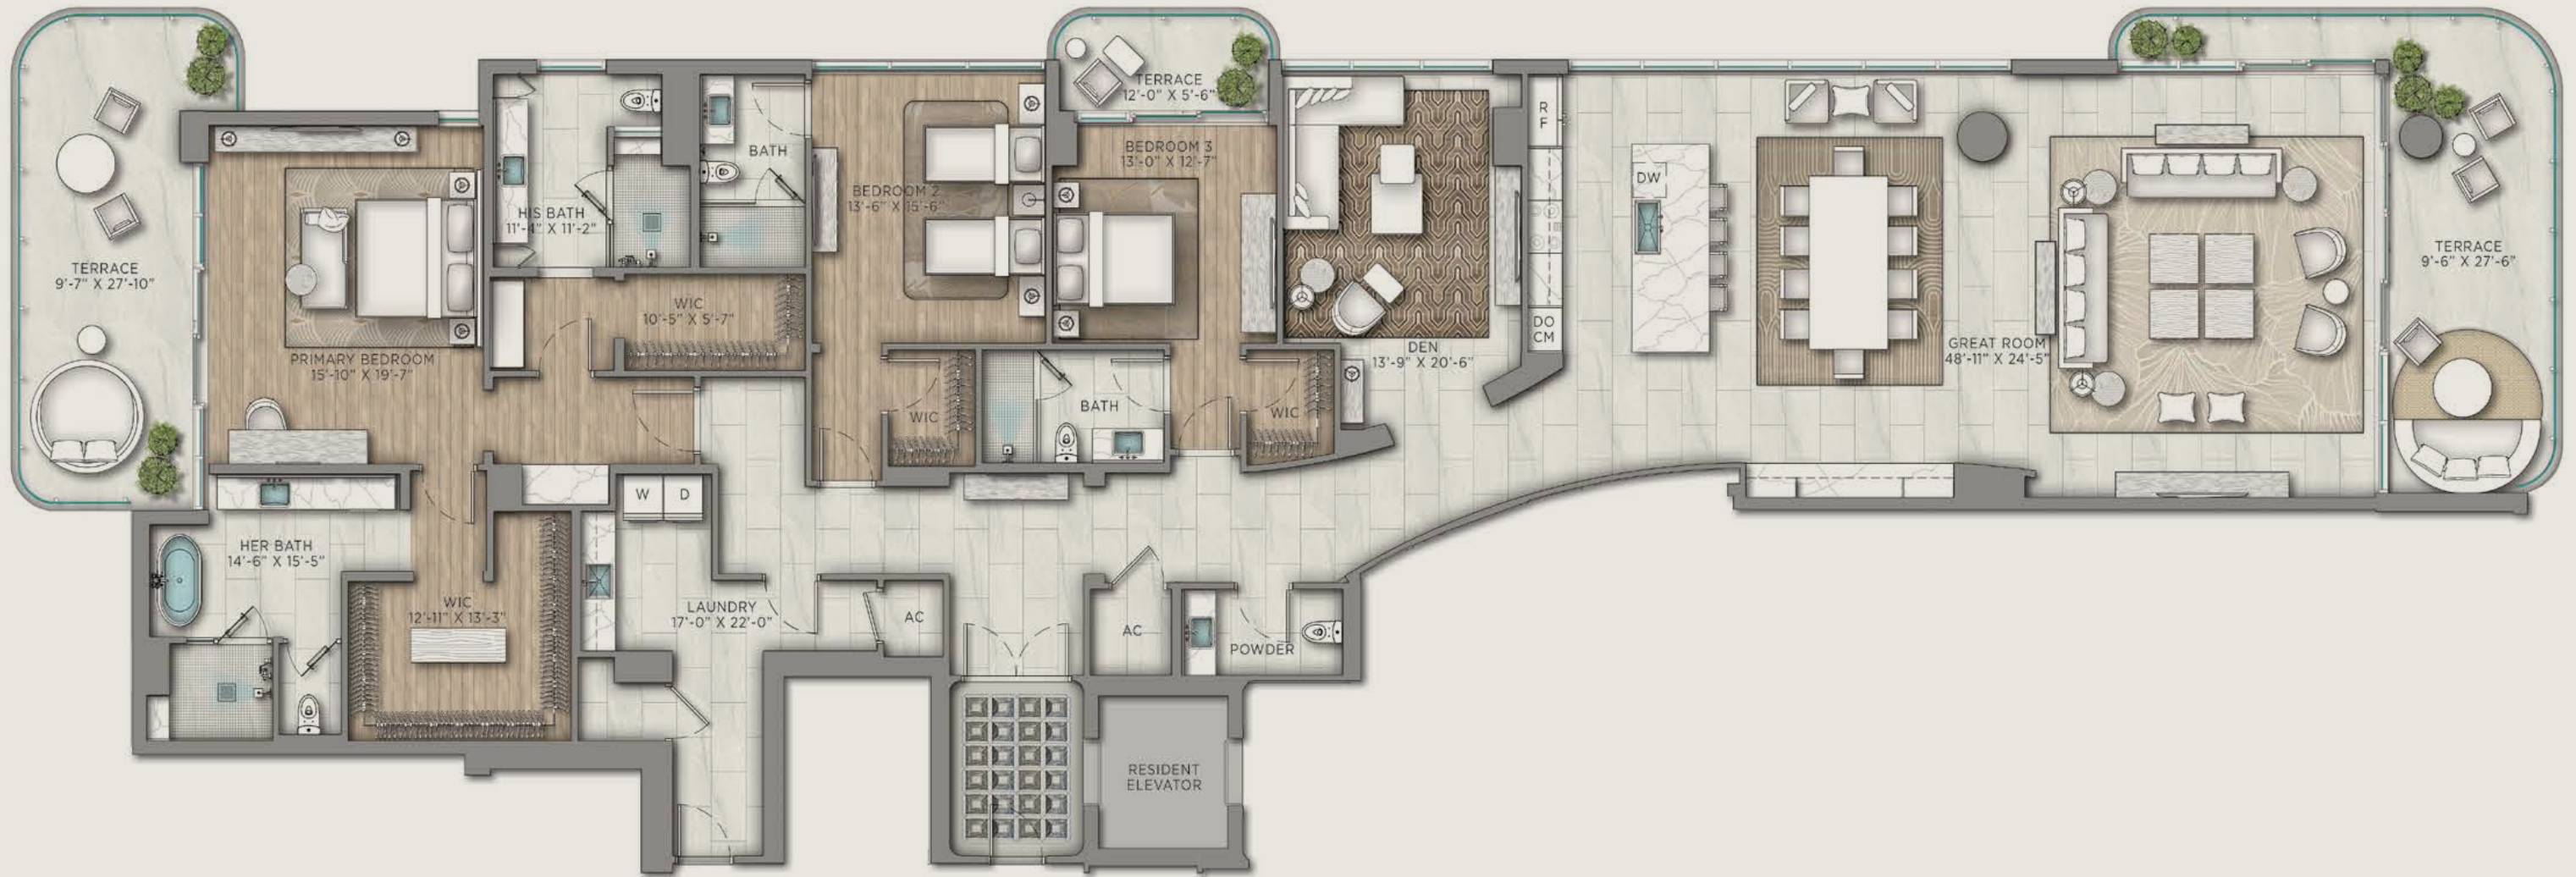 TERRACE
9'-7" X 27'-10"
PRIMARY BEDROOM
15'-10" X 19'-7"
HIS BATH
11'-4" X 11'-2"
BATH
WIC
10'-5" X 5'-7"
BEDROOM 2
13'-6" X 15'-6"
WIC
TERRACE
12'-0" X 5'-6"
BEDROOM 3
13'-0" X 12'-7"
BATH
WIC
DEN
13'-9" X 20'-6"
R
F
DO
CM
DW
GREAT ROOM
48'-11" X 24'-5"
TERRACE
9'-6" X 27'-6"
HER BATH
14'-6" X 15'-5"
WIC
12'-11" X 13'-3"
W
D
LAUNDRY
17'-0" X 22'-0"
AC
AC
POWDER
RESIDENT
ELEVATOR